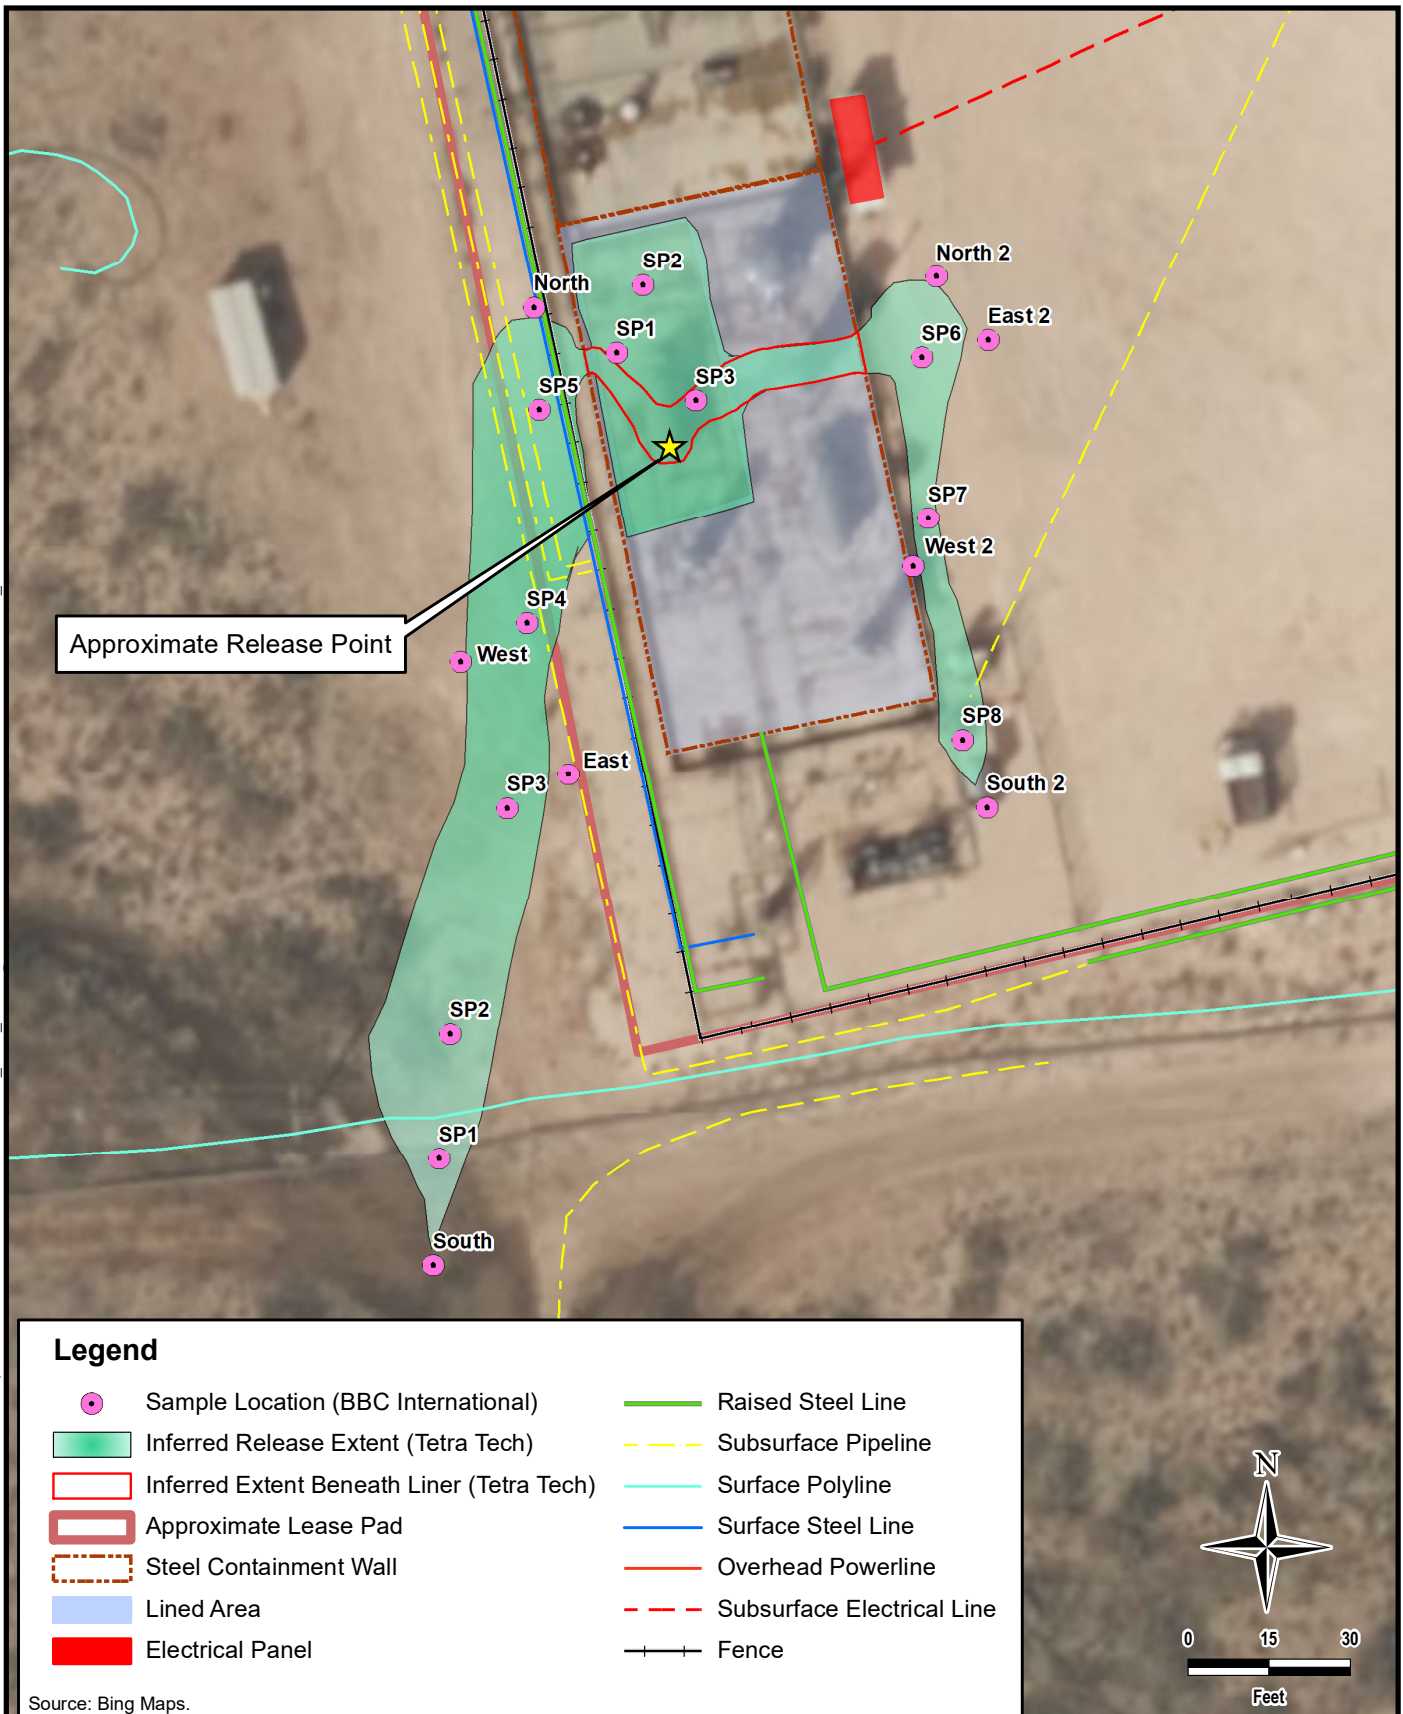 North 2
SP2
North
East 2
SP1
SP6
SP3
SP5
SP7
West 2
SP4
Approximate Release Point
West
SP8
East
SP3
South 2
SP2
SP1
South
Legend
Sample Location (BBC International)
Inferred Release Extent (Tetra Tech)
Inferred Extent Beneath Liner (Tetra Tech)
Approximate Lease Pad
Steel Containment Wall
Lined Area
Electrical Panel
Raised Steel Line
Subsurface Pipeline
Surface Polyline
Surface Steel Line
Overhead Powerline
Subsurface Electrical Line
Fence
Source: Bing Maps.
N
0 15 30
Feet